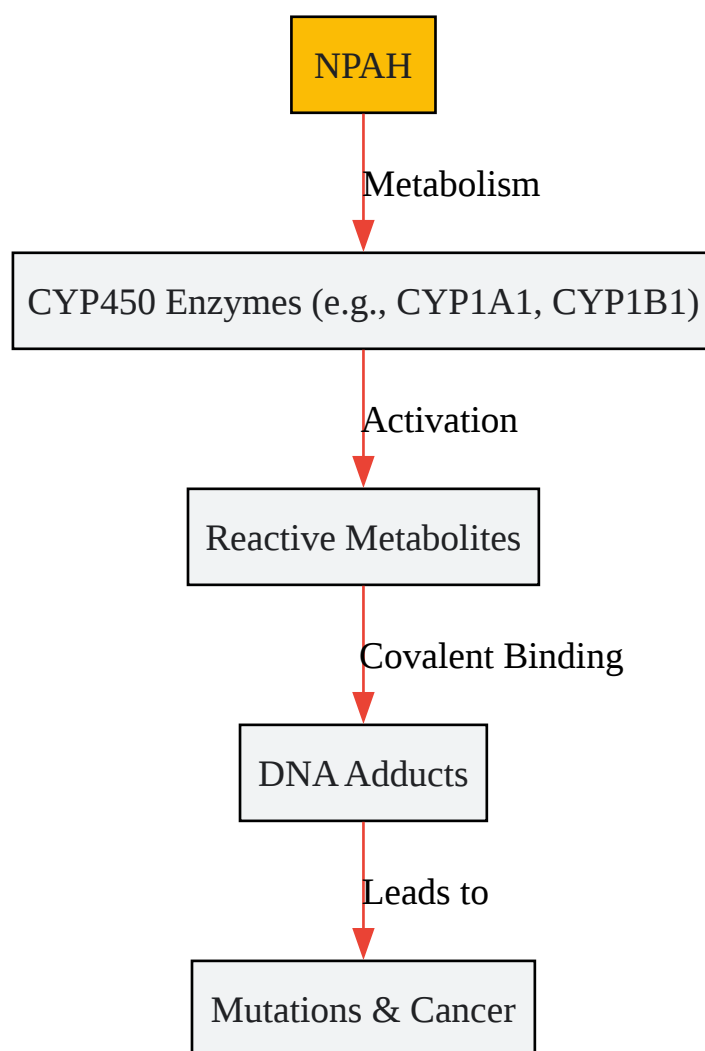 NPAH
Metabolism
CYP450 Enzymes (e.g., CYP1A1, CYP1B1)
Activation
Reactive Metabolites
Covalent Binding
DNA Adducts
Leads to
Mutations & Cancer